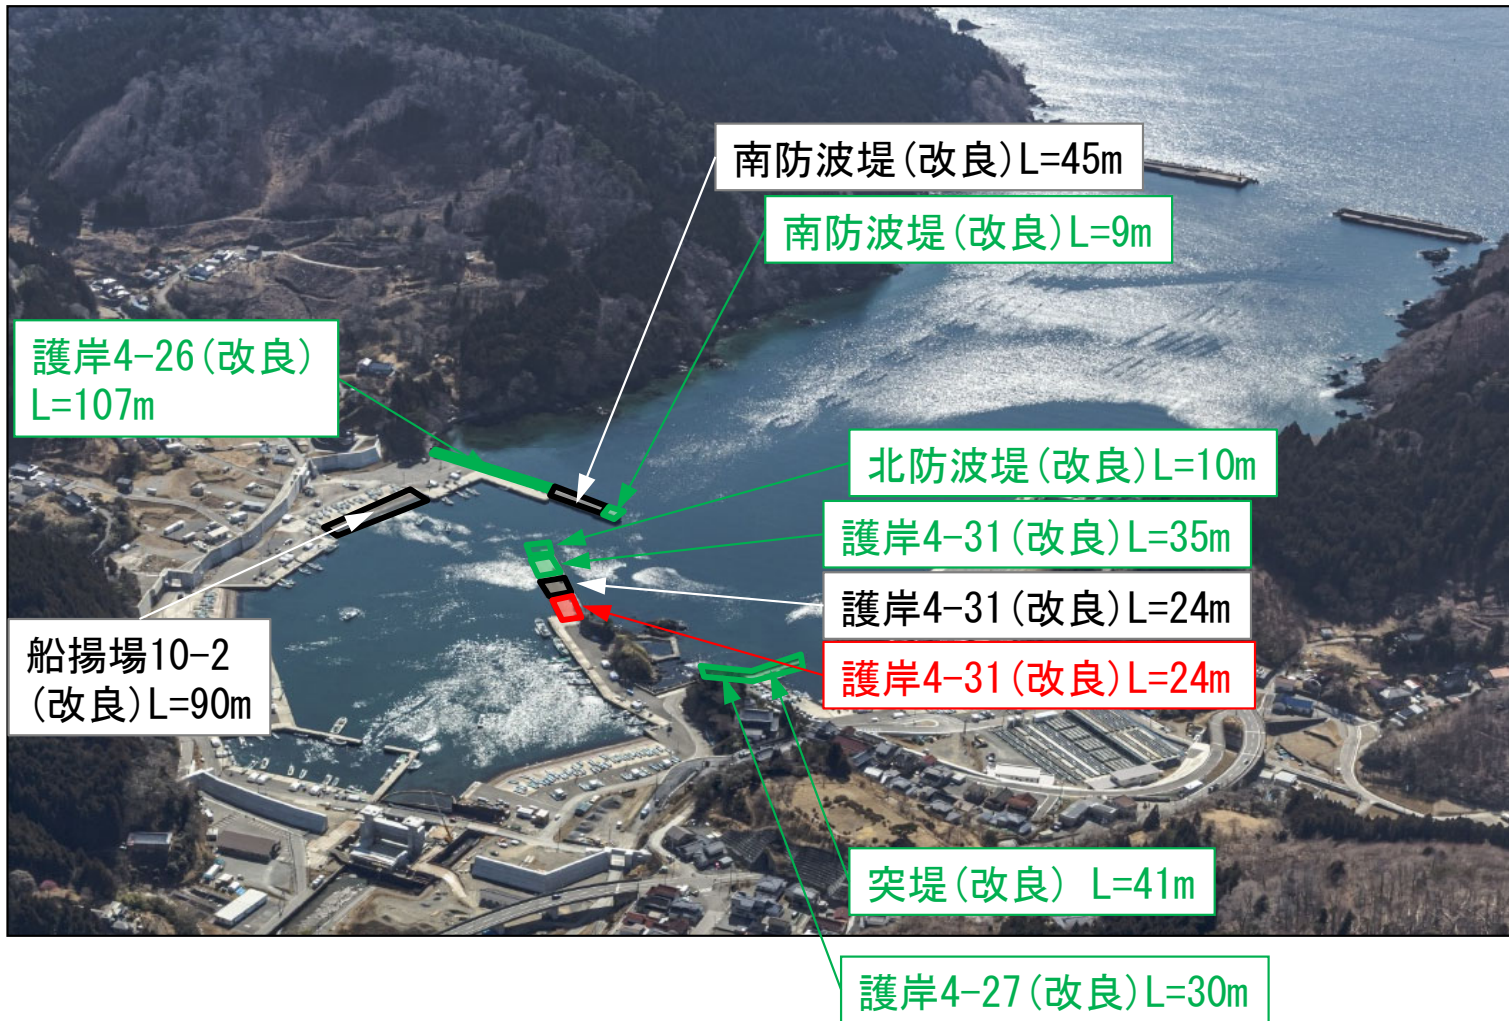 南防波堤(改良)L=45m
南防波堤(改良)L=9m
護岸4-26(改良)
L=107m
北防波堤(改良)L=10m
護岸4-31(改良)L=35m
護岸4-31(改良)L=24m
護岸4-31(改良)L=24m
船揚場10-2
(改良)L=90m
突堤(改良) L=41m
護岸4-27(改良)L=30m